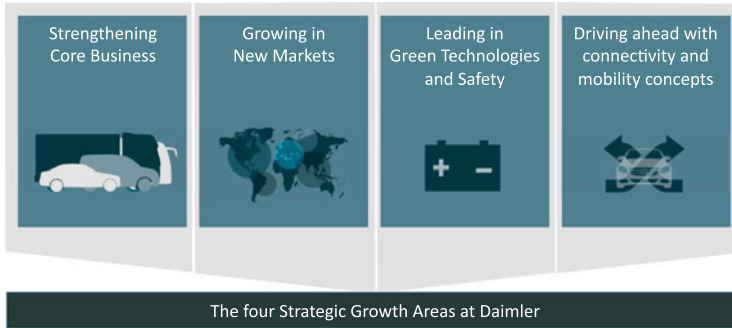 Strengthening
Core Business
Growing in
New Markets
Leading in
Green Technologies
and Safety
Driving ahead with
connectivity and
mobility concepts
+ −
The four Strategic Growth Areas at Daimler